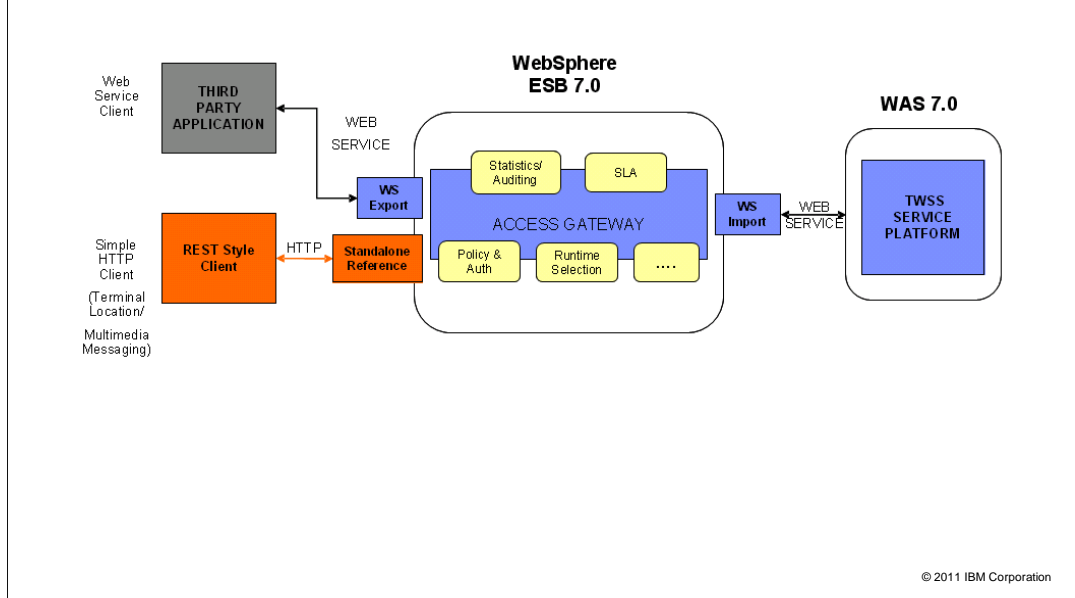 WebSphere
ESB 7.0
WAS 7.0
Web
Service
Client
THIRD
PARTY
APPLICATION
WEB
SERVICE
WS
Export
Statistics/
Auditing
SLA
ACCESS GATEWAY
Policy &
Auth
Runtime
Selection
....
WS
Import
WEB
SERVICE
TWSS
SERVICE
PLATFORM
Simple
HTTP
Client
(Terminal
Location/
Multimedia
Messaging)
REST Style
Client
HTTP
Standalone
Reference
© 2011 IBM Corporation